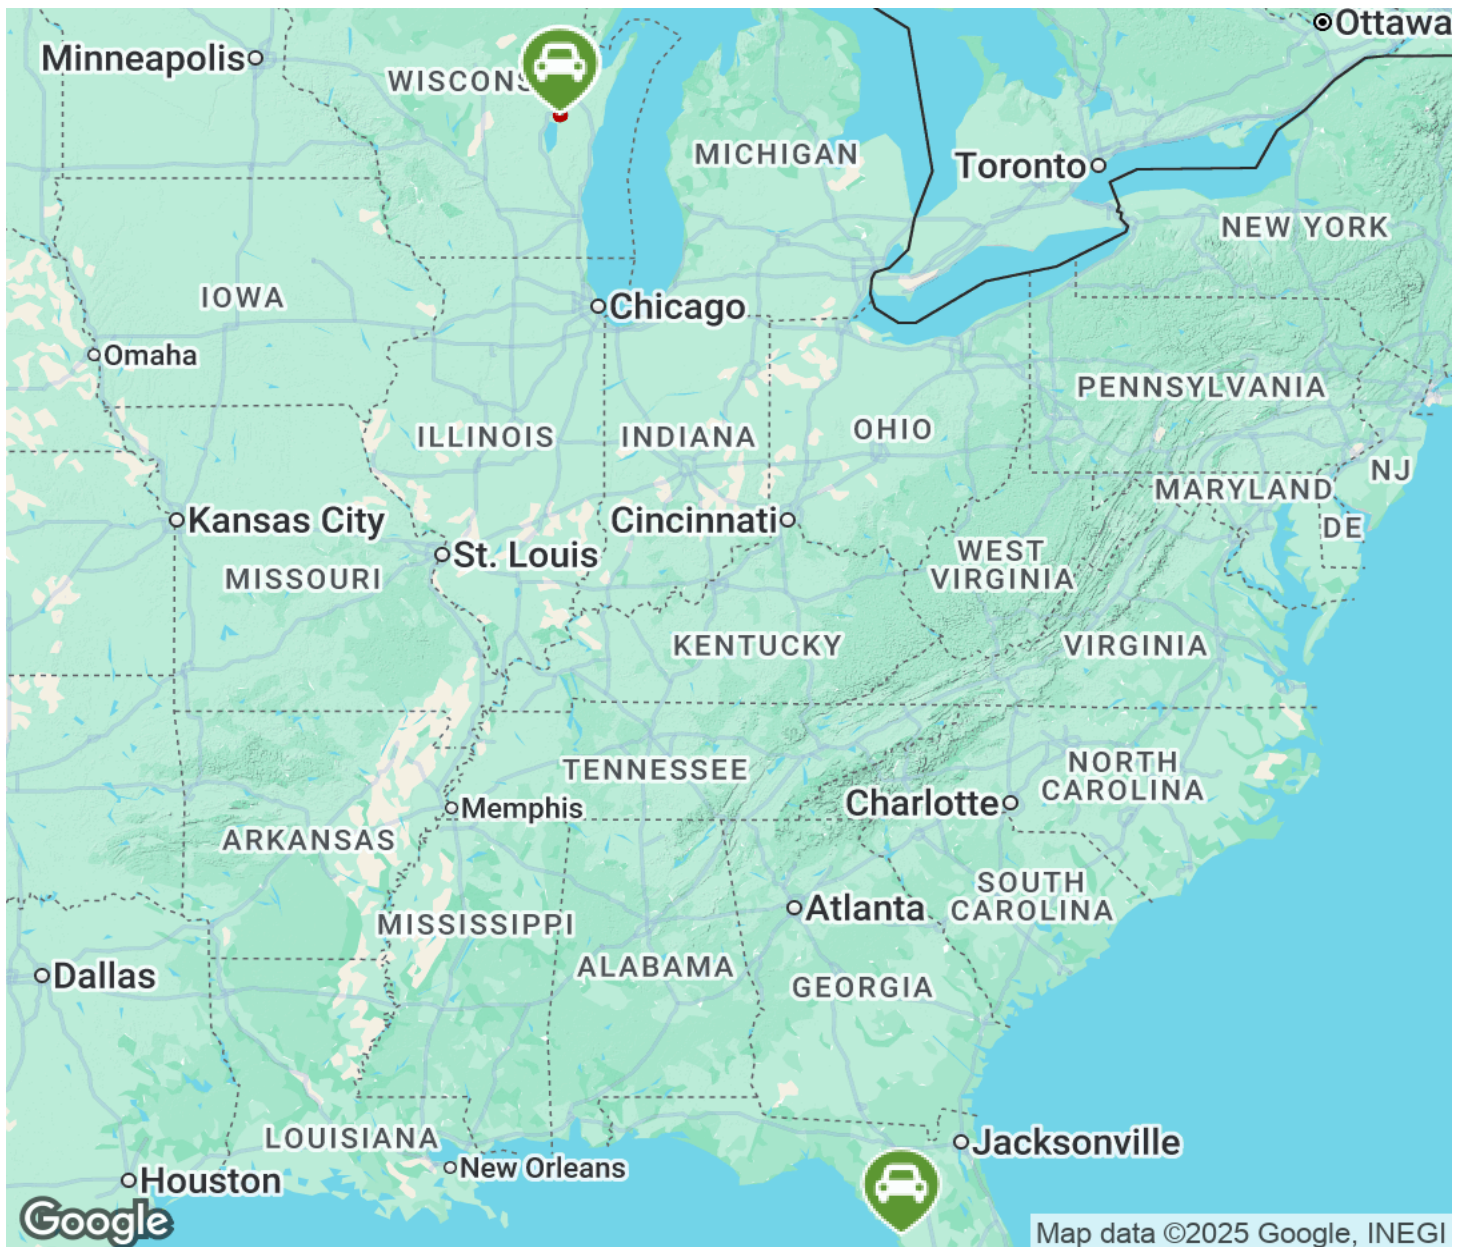 Ottawa
Minneapolis
WISCONS
MICHIGAN
Toronto
NEW YORK
IOWA
Chicago
Omaha
PENNSYLVANIA
ILLINOIS
INDIANA
OHIO
NJ
MARYLAND
Kansas City
Cincinnati
DE
St. Louis
WEST
VIRGINIA
MISSOURI
KENTUCKY
VIRGINIA
TENNESSEE
NORTH
CAROLINA
Charlotte
Memphis
ARKANSAS
SOUTH
CAROLINA
Atlanta
MISSISSIPPI
ALABAMA
Dallas
GEORGIA
LOUISIANA
Jacksonville
New Orleans
Houston
Google
Map data ©2025 Google, INEGI